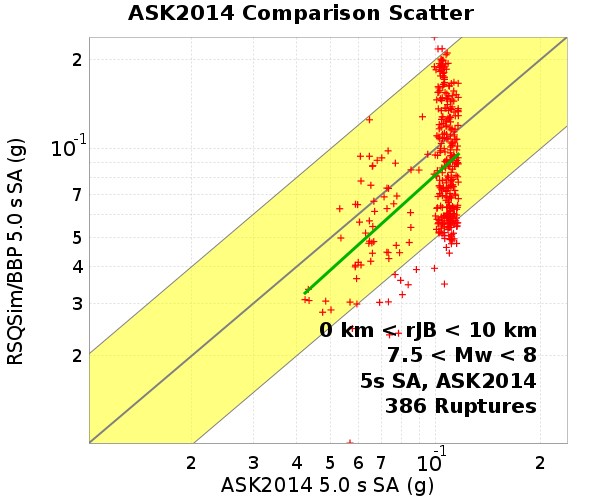 ASK2014 Comparison Scatter
RSQSim/BBP 5.0 s SA (g)
2
10-1
7
5
4
3
2
0 km < rJB < 10 km
7.5 < Mw < 8
5s SA, ASK2014
386 Ruptures
2 3 4 5 6 7 10-1 2
ASK2014 5.0 s SA (g)